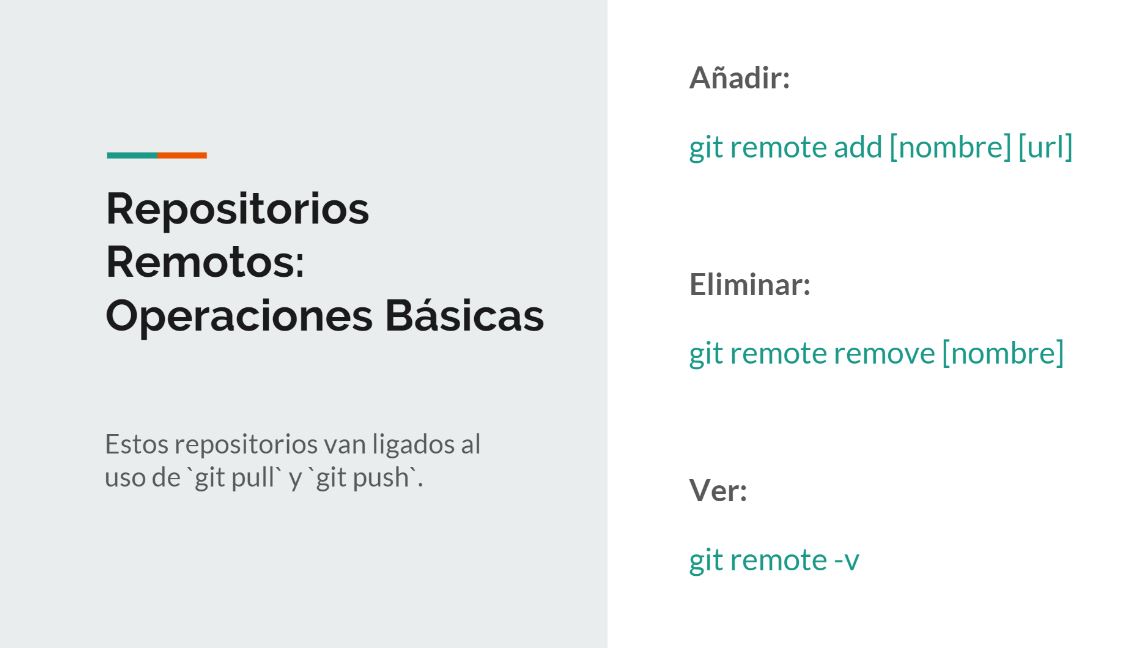 Repositorios
Remotos:
Operaciones Básicas
Estos repositorios van ligados al
uso de `git pull` y `git push`.
Añadir:
git remote add [nombre] [url]
Eliminar:
git remote remove [nombre]
Ver:
git remote -v